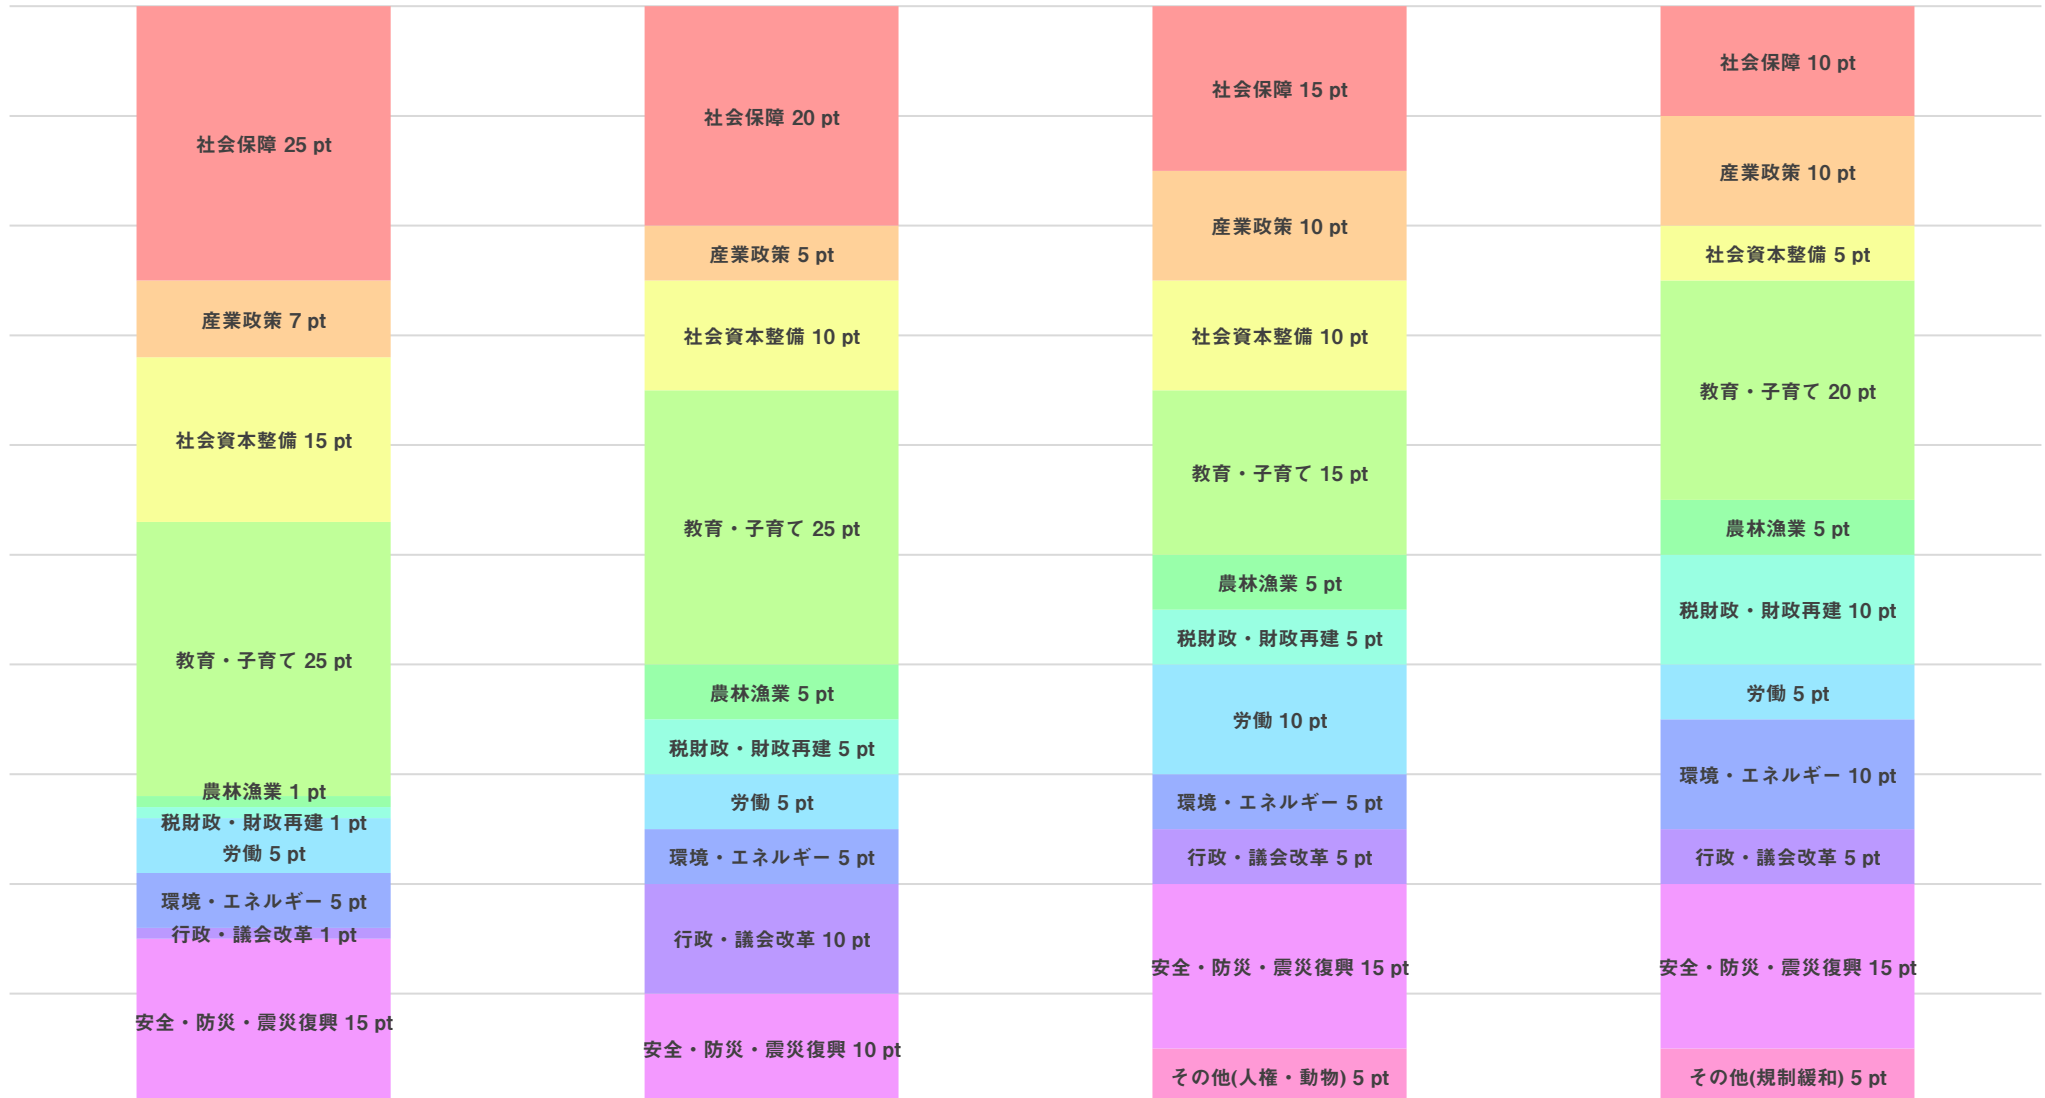 社会保障 25 pt
産業政策 7 pt
社会資本整備 15 pt
教育・子育て 25 pt
農林漁業 1 pt
税財政・財政再建 1 pt
労働 5 pt
環境・エネルギー 5 pt
行政・議会改革 1 pt
安全・防災・震災復興 15 pt
社会保障 20 pt
産業政策 5 pt
社会資本整備 10 pt
教育・子育て 25 pt
農林漁業 5 pt
税財政・財政再建 5 pt
労働 5 pt
環境・エネルギー 5 pt
行政・議会改革 10 pt
安全・防災・震災復興 10 pt
社会保障 15 pt
産業政策 10 pt
社会資本整備 10 pt
教育・子育て 15 pt
農林漁業 5 pt
税財政・財政再建 5 pt
労働 10 pt
環境・エネルギー 5 pt
行政・議会改革 5 pt
安全・防災・震災復興 15 pt
その他(人権・動物) 5 pt
社会保障 10 pt
産業政策 10 pt
社会資本整備 5 pt
教育・子育て 20 pt
農林漁業 5 pt
税財政・財政再建 10 pt
労働 5 pt
環境・エネルギー 10 pt
行政・議会改革 5 pt
安全・防災・震災復興 15 pt
その他(規制緩和) 5 pt